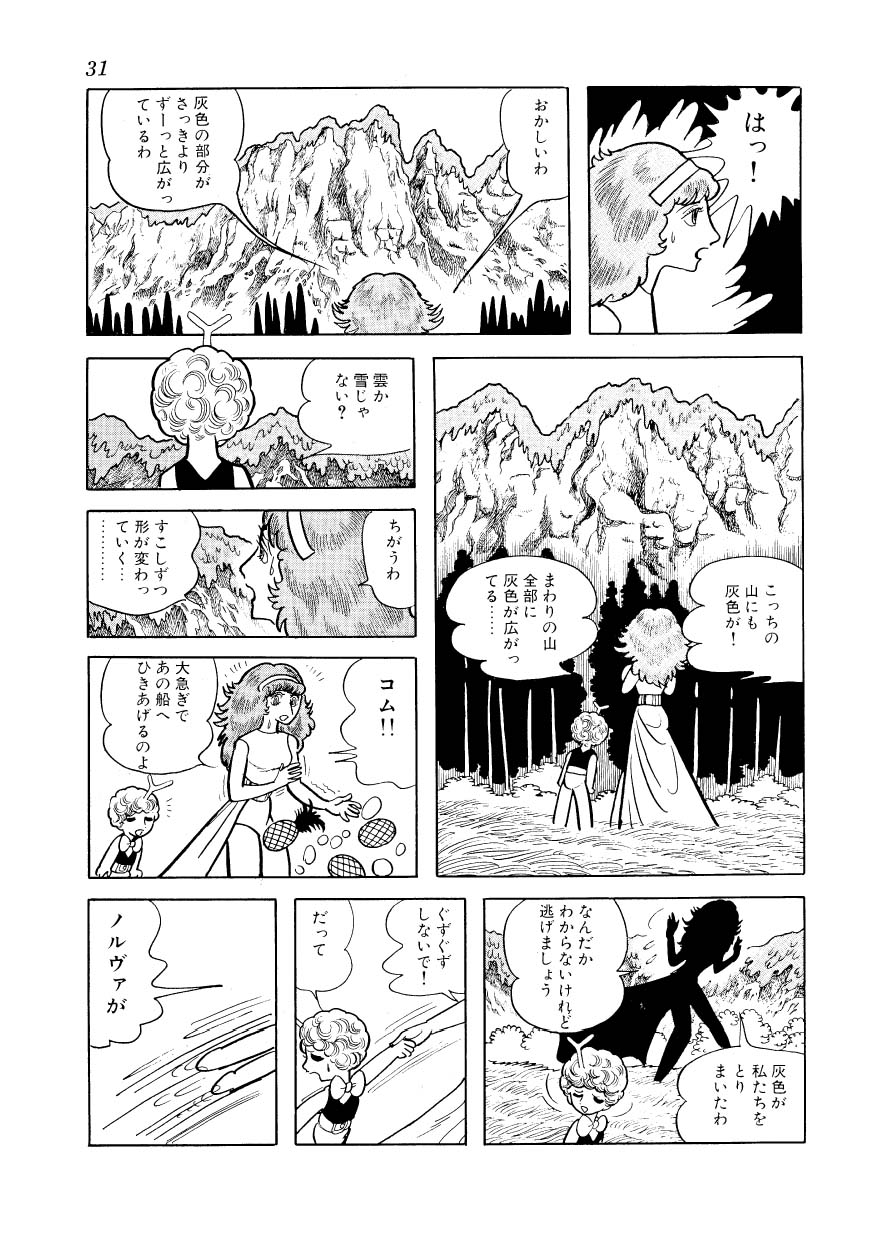 31
はっ!
おかしいわ
灰色の部分が
さっきより
ずーっと広がっ
ているわ
こっちの
山にも
灰色が!
まわりの山
全部に
灰色が広がっ
てる……
雲か
雪じゃ
ない?
ちがうわ
すこしずつ
形が変わっ
ていく…
…………
コム!!
大急ぎで
あの船へ
ひきあげるのよ
灰色が
私たちを
とり
まいたわ
なんだか
わからないけれど
逃げましょう
ぐずぐず
しないで!
だって
ノルヴァが